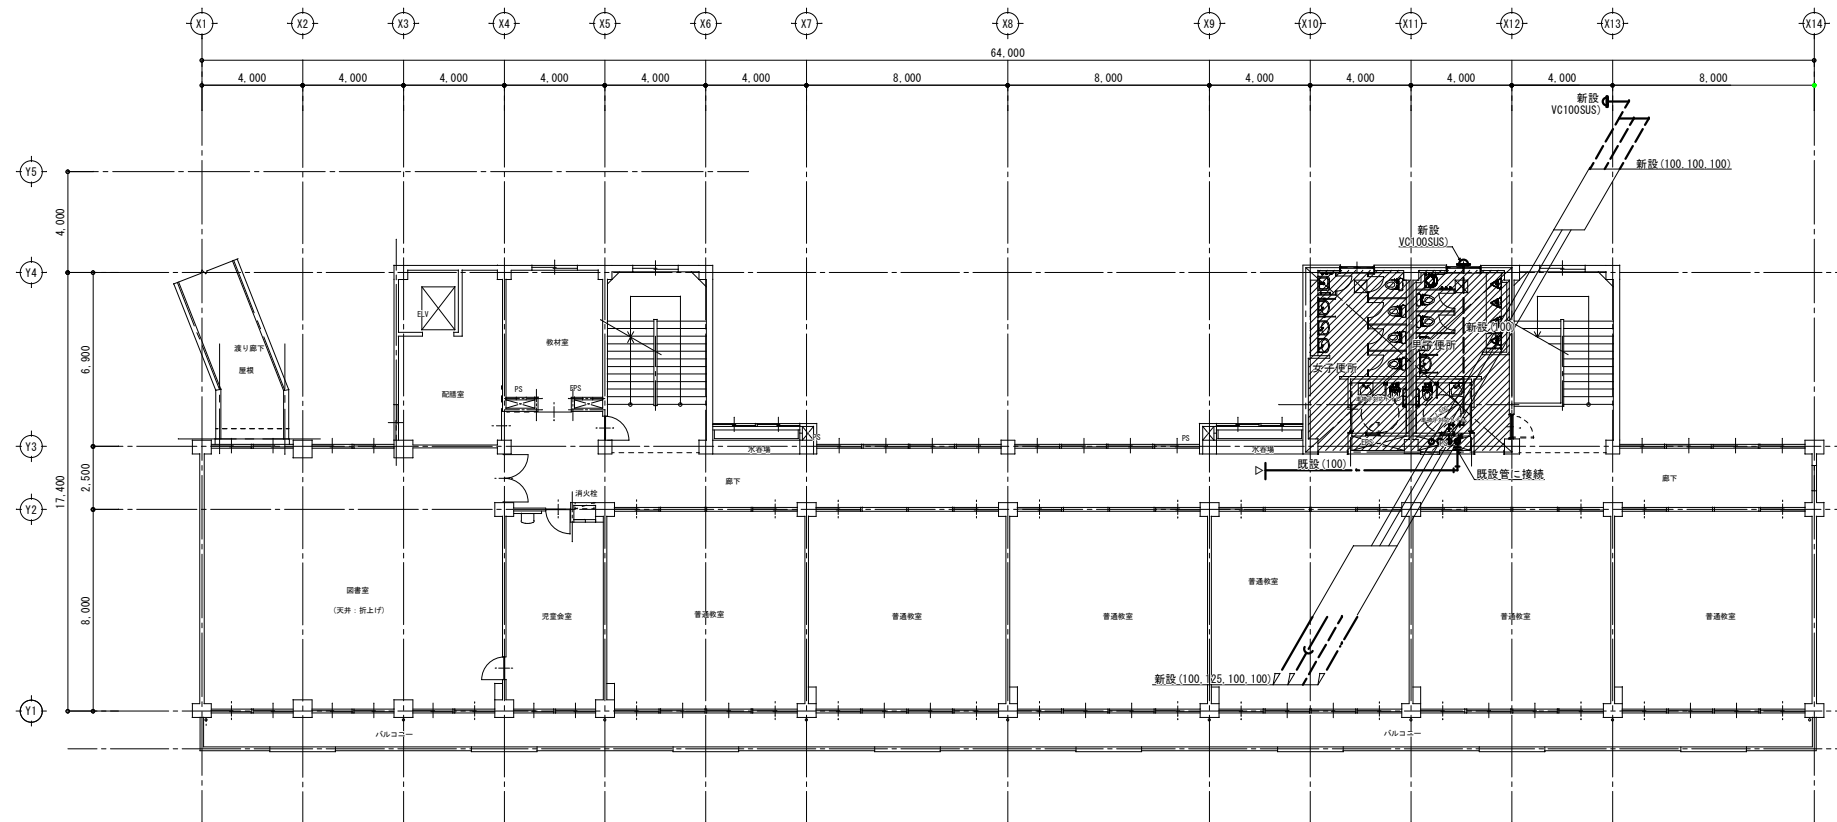 X1 X2 X3 X4 X5 X6 X7 X8 X9 X10 X11 X12 X13 X14
64,000
4,000 4,000 4,000 4,000 4,000 4,000 8,000 8,000 4,000 4,000 4,000 4,000 8,000
新設
VC100SUS)
新設(100.100.100)
Y5
4,000
新設
VC100SUS)
Y4
ELV
新設(100)
渡り廊下
屋根
教材室
男子便所
6,900
女子便所
配膳室
PS
EPS
Y3
PS
PS
水呑場
水呑場
既設(100)
既設管に接続
2,500
17,400
廊下
廊下
消火栓
Y2
図書室
(天井：折上げ)
児童会室
普通教室
普通教室
普通教室
普通教室
普通教室
普通教室
8,000
新設(100.125.100.100)
Y1
バルコニー
バルコニー